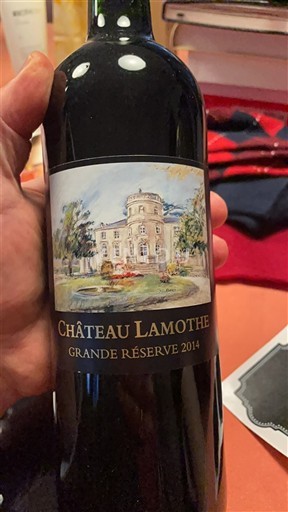 CHÂTEAU LAMOTHE
GRANDE RÉSERVE 2014